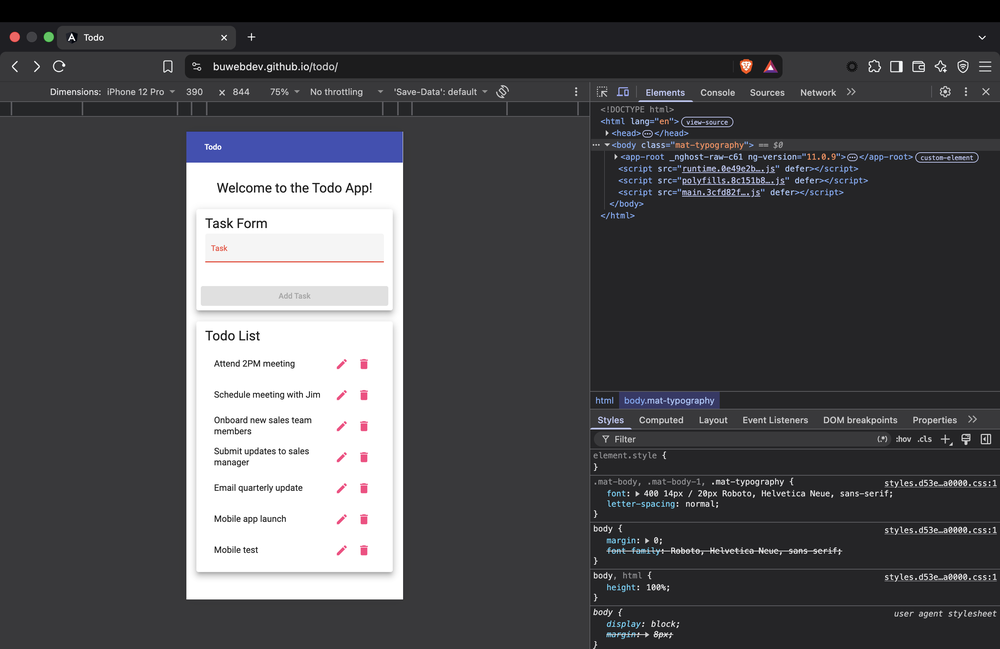 Todo
buwebdev.github.io/todo/
Dimensions: iPhone 12 Pro 390 x 844 75% No throttling 'Save-Data': default
Todo
Welcome to the Todo App!
Task Form
Task
Add Task
Todo List
Attend 2PM meeting
Schedule meeting with Jim
Onboard new sales team
members
Submit updates to sales
manager
Email quarterly update
Mobile app launch
Mobile test
Elements Console Sources Network
<!DOCTYPE html>
<html lang="en"> view-source
<head> </head>
<body class="mat-typography"> == $0
<app-root _nghost-raw-c61 ng-version="11.0.9"> </app-root> custom-element
<script src="runtime.0e49e2b….js" defer></script>
<script src="polyfills.8c151b8….js" defer></script>
<script src="main.3cfd82f….js" defer></script>
</body>
</html>
html body.mat-typography
Styles Computed Layout Event Listeners DOM breakpoints Properties
Filter :hov .cls
element.style {
}
.mat-body, .mat-body-1, .mat-typography { styles.d53e…a0000.css:1
font: 400 14px / 20px Roboto, Helvetica Neue, sans-serif;
letter-spacing: normal;
}
body { styles.d53e…a0000.css:1
margin: 0;
font-family: Roboto, Helvetica Neue, sans-serif;
}
body, html { styles.d53e…a0000.css:1
height: 100%;
}
body { user agent stylesheet
display: block;
margin: 8px;
}